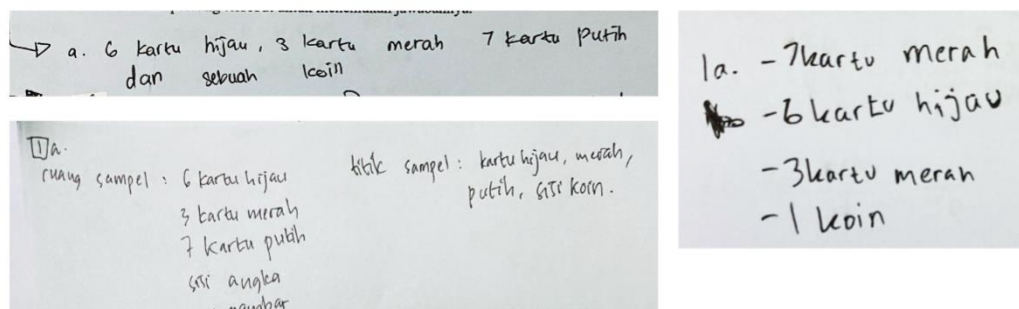 a. 6 kartu hijau, 3 kartu merah 7 kartu putih
dan sebuah koin
1a.
ruang sampel : 6 kartu hijau
3 kartu merah
7 kartu putih
sisi angka
gambar
titik sampel : kartu hijau, merah,
putih, sisi koin.
1a. - 7 kartu merah
- 6 kartu hijau
- 3 kartu merah
- 1 koin